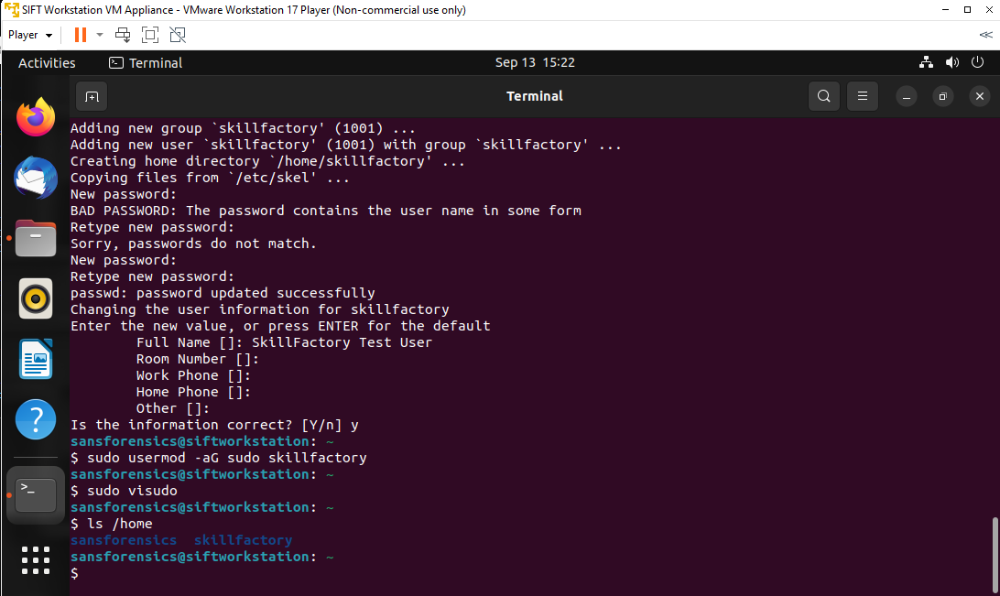 SIFT Workstation VM Appliance - VMware Workstation 17 Player (Non-commercial use only)
Player
Activities
Terminal
Sep 13 15:22
Terminal
Adding new group `skillfactory' (1001) ...
Adding new user `skillfactory' (1001) with group `skillfactory' ...
Creating home directory `/home/skillfactory' ...
Copying files from `/etc/skel' ...
New password:
BAD PASSWORD: The password contains the user name in some form
Retype new password:
Sorry, passwords do not match.
New password:
Retype new password:
passwd: password updated successfully
Changing the user information for skillfactory
Enter the new value, or press ENTER for the default
Full Name []: SkillFactory Test User
Room Number []:
Work Phone []:
Home Phone []:
Other []:
Is the information correct? [Y/n] y
sansforensics@siftworkstation: ~
$ sudo usermod -aG sudo skillfactory
sansforensics@siftworkstation: ~
$ sudo visudo
sansforensics@siftworkstation: ~
$ ls /home
sansforensics skillfactory
sansforensics@siftworkstation: ~
$